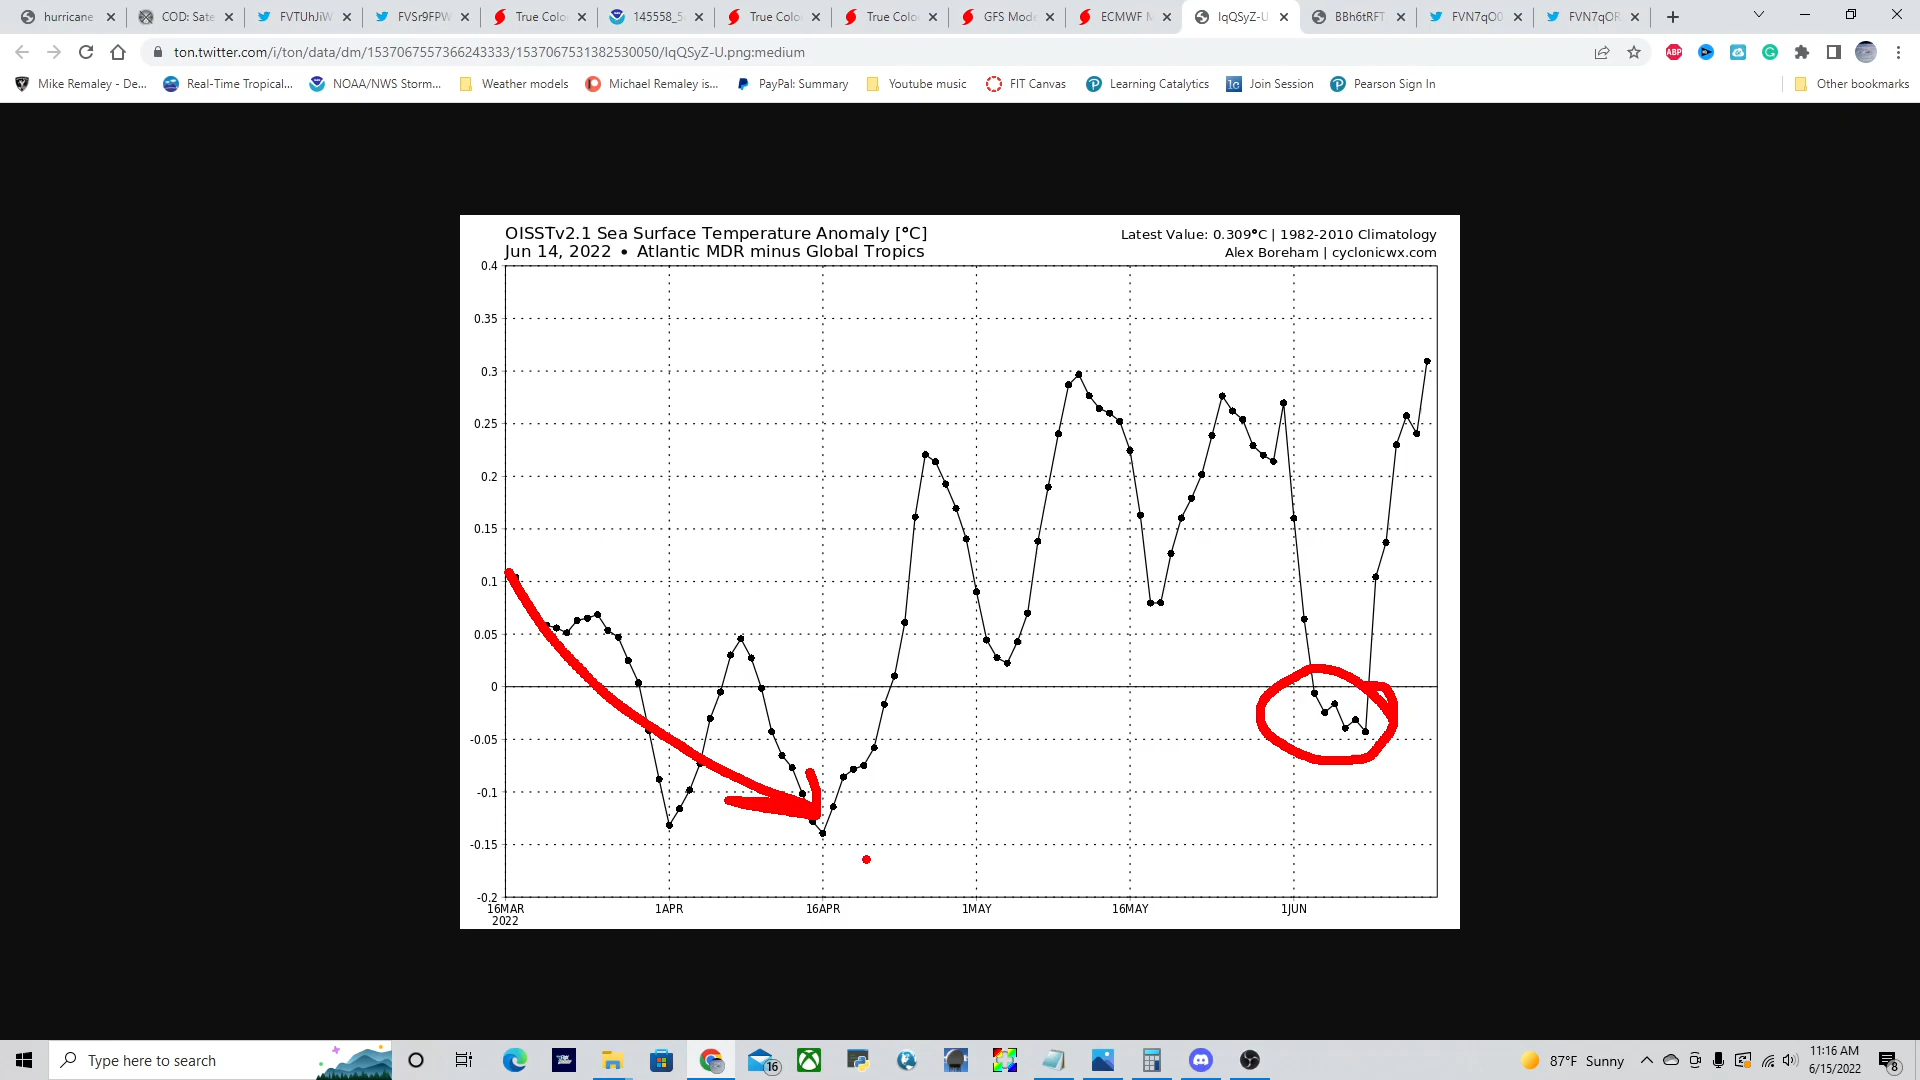 hurricane
COD: Sate
FVTUhJiW
FVSr9FPW
True Colo
145558_5
True Colo
True Colo
GFS Mode
ECMWF M
IqQSyZ-U
BBh6tRFT
FVN7qO0
FVN7qOR
ton.twitter.com/i/ton/data/dm/1537067557366243333/1537067531382530050/IqQSyZ-U.png:medium
ABP
Mike Remaley - De...
Real-Time Tropical...
NOAA/NWS Storm...
Weather models
Michael Remaley is...
PayPal: Summary
Youtube music
FIT Canvas
Learning Catalytics
Join Session
Pearson Sign In
Other bookmarks
OISSTv2.1 Sea Surface Temperature Anomaly [°C]
Jun 14, 2022 • Atlantic MDR minus Global Tropics
Latest Value: 0.309°C | 1982-2010 Climatology
Alex Boreham | cyclonicwx.com
0.4
0.35
0.3
0.25
0.2
0.15
0.1
0.05
0
-0.05
-0.1
-0.15
-0.2
16MAR
2022
1APR
16APR
1MAY
16MAY
1JUN
Type here to search
16
87°F Sunny
11:16 AM
6/15/2022
8